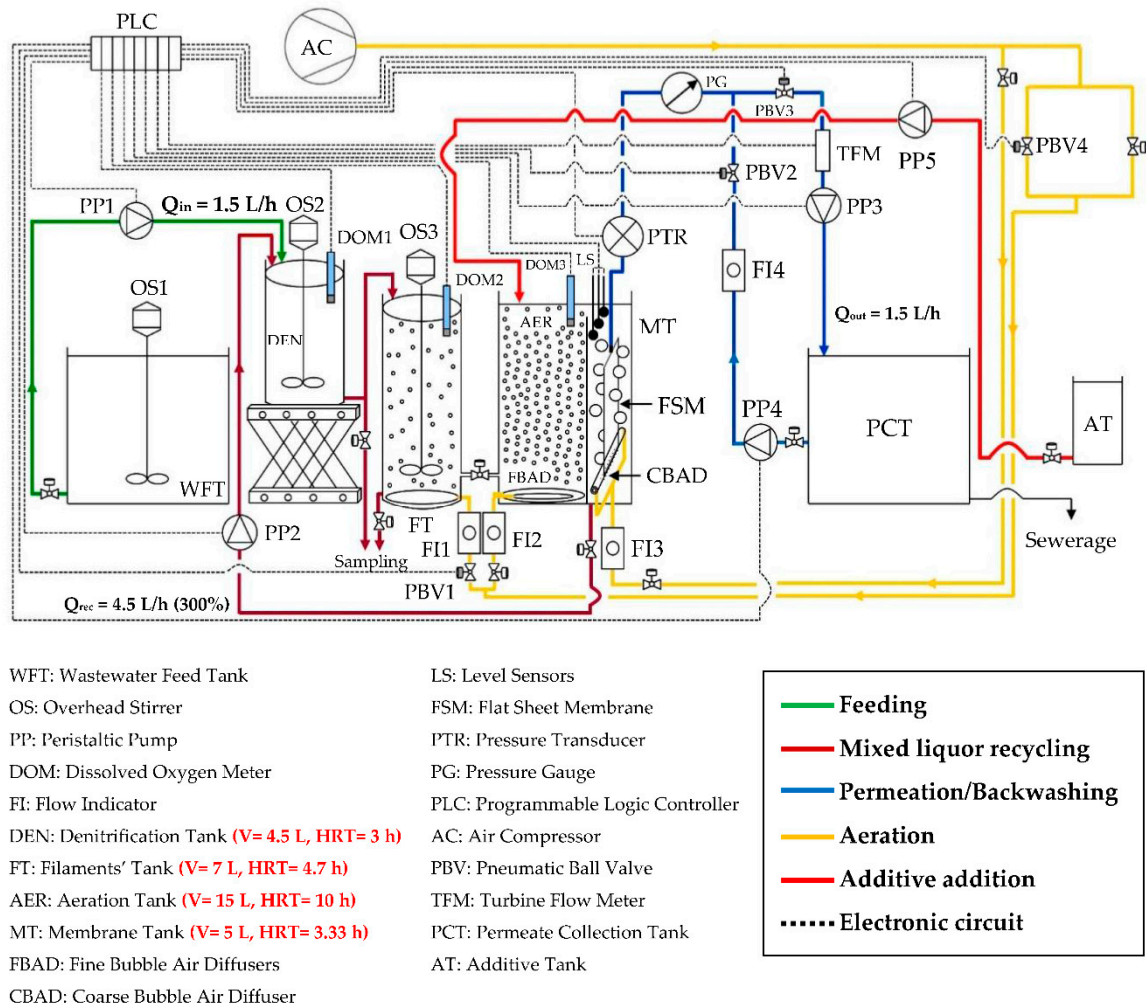 PLC
AC
PG
PBV3
TFM
PP5
PBV4
PP1
Qin = 1.5 L/h
OS2
PBV2
PP3
DOM1
OS3
PTR
LS
DOM3
DOM2
FI4
OS1
AER
MT
Qout = 1.5 L/h
DEN
FSM
PP4
PCT
AT
CBAD
WFT
FBAD
PP2
FT
FI1
FI2
FI3
Sewerage
Sampling
PBV1
Qrec = 4.5 L/h (300%)
WFT: Wastewater Feed Tank
OS: Overhead Stirrer
PP: Peristaltic Pump
DOM: Dissolved Oxygen Meter
FI: Flow Indicator
DEN: Denitrification Tank (V= 4.5 L, HRT= 3 h)
FT: Filaments’ Tank (V= 7 L, HRT= 4.7 h)
AER: Aeration Tank (V= 15 L, HRT= 10 h)
MT: Membrane Tank (V= 5 L, HRT= 3.33 h)
FBAD: Fine Bubble Air Diffusers
CBAD: Coarse Bubble Air Diffuser
LS: Level Sensors
FSM: Flat Sheet Membrane
PTR: Pressure Transducer
PG: Pressure Gauge
PLC: Programmable Logic Controller
AC: Air Compressor
PBV: Pneumatic Ball Valve
TFM: Turbine Flow Meter
PCT: Permeate Collection Tank
AT: Additive Tank
Feeding
Mixed liquor recycling
Permeation/Backwashing
Aeration
Additive addition
Electronic circuit